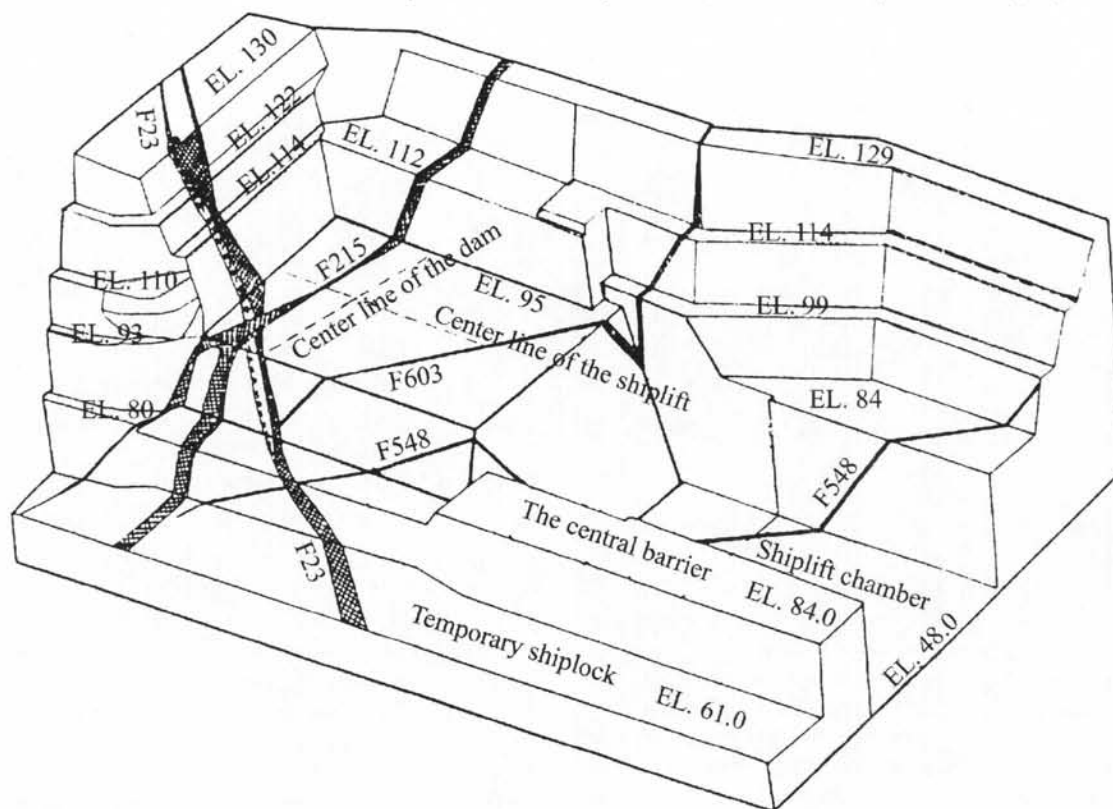 EL. 130
F23
EL. 122
EL.114
EL. 112
EL. 129
EL. 114
F215
EL. 110
Center line of the dam
EL. 95
EL. 99
EL. 93
Center line of the shiplift
F603
EL. 84
EL. 80
F548
F548
The central barrier
Shiplift chamber
F23
EL. 84.0
EL. 48.0
Temporary shiplock
EL. 61.0